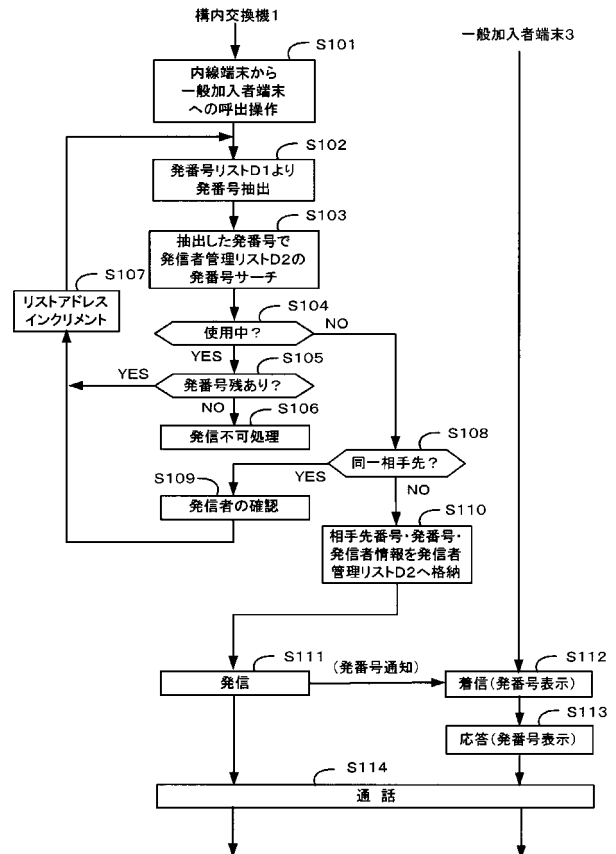 構内交換機1
一般加入者端末3
S101
内線端末から
一般加入者端末
への呼出操作
S102
発番号リストD1より
発番号抽出
S103
抽出した発番号で
発信者管理リストD2の
発番号サーチ
S107
リストアドレス
インクリメント
S104
使用中?
NO
YES
S105
発番号残あり?
YES
NO
S106
発信不可処理
S108
同一相手先?
YES
NO
S109
発信者の確認
S110
相手先番号・発番号・
発信者情報を発信者
管理リストD2へ格納
S111
発信
(発番号通知)
S112
着信(発番号表示)
S113
応答(発番号表示)
S114
通 話